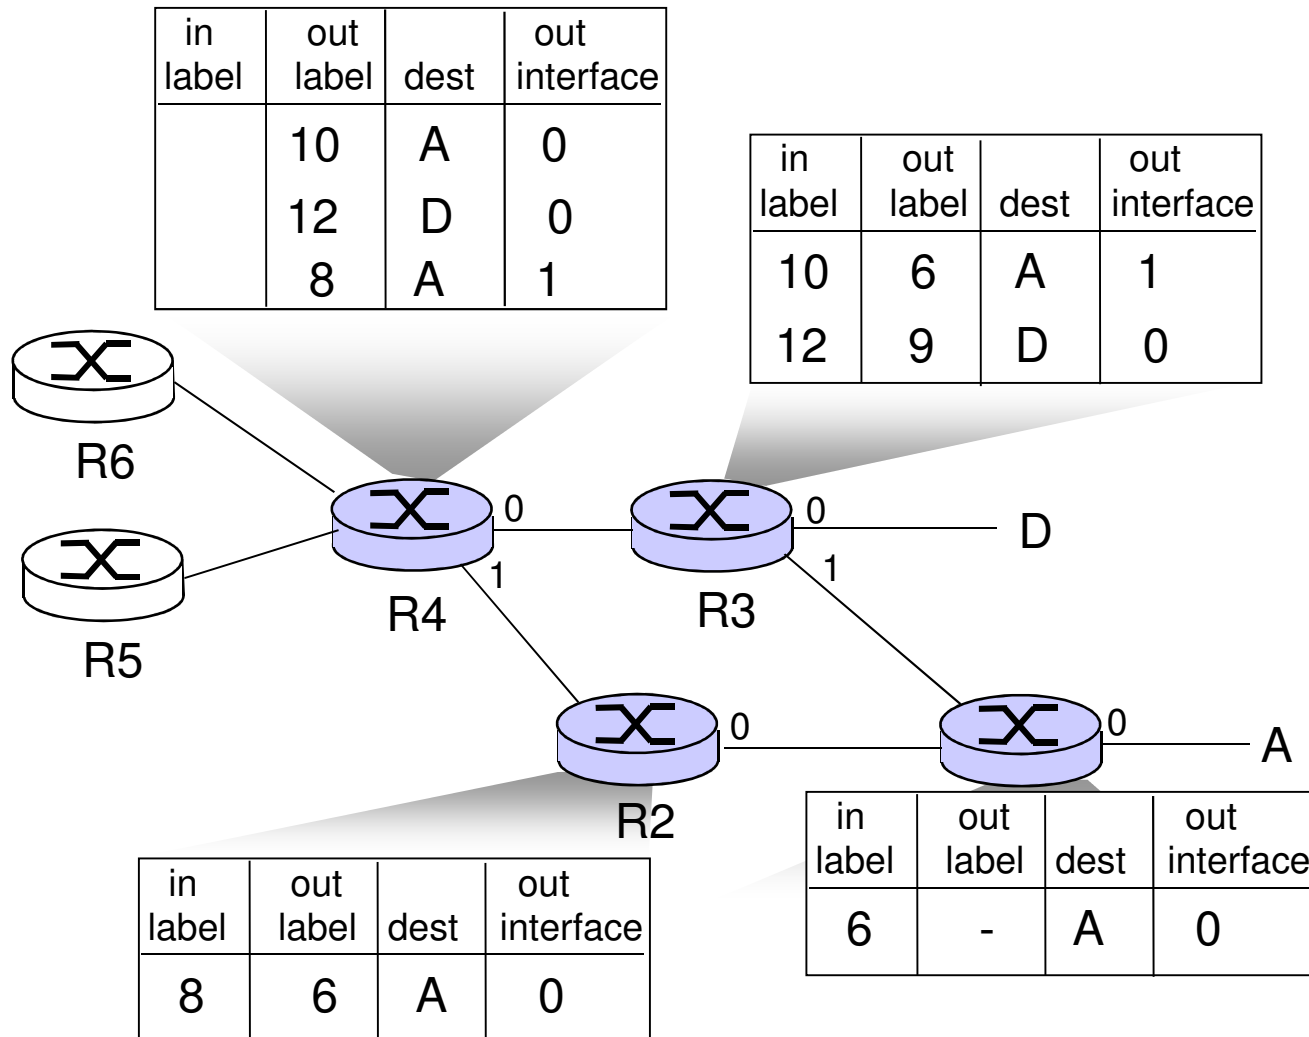 in out out
label label dest interface
10 A 0
12 D 0
8 A 1
in out out
label label dest interface
10 6 A 1
12 9 D 0
R6
R5
R4
0
1
R3
0
1
D
R2
0
0
A
in out out
label label dest interface
8 6 A 0
in out out
label label dest interface
6 - A 0